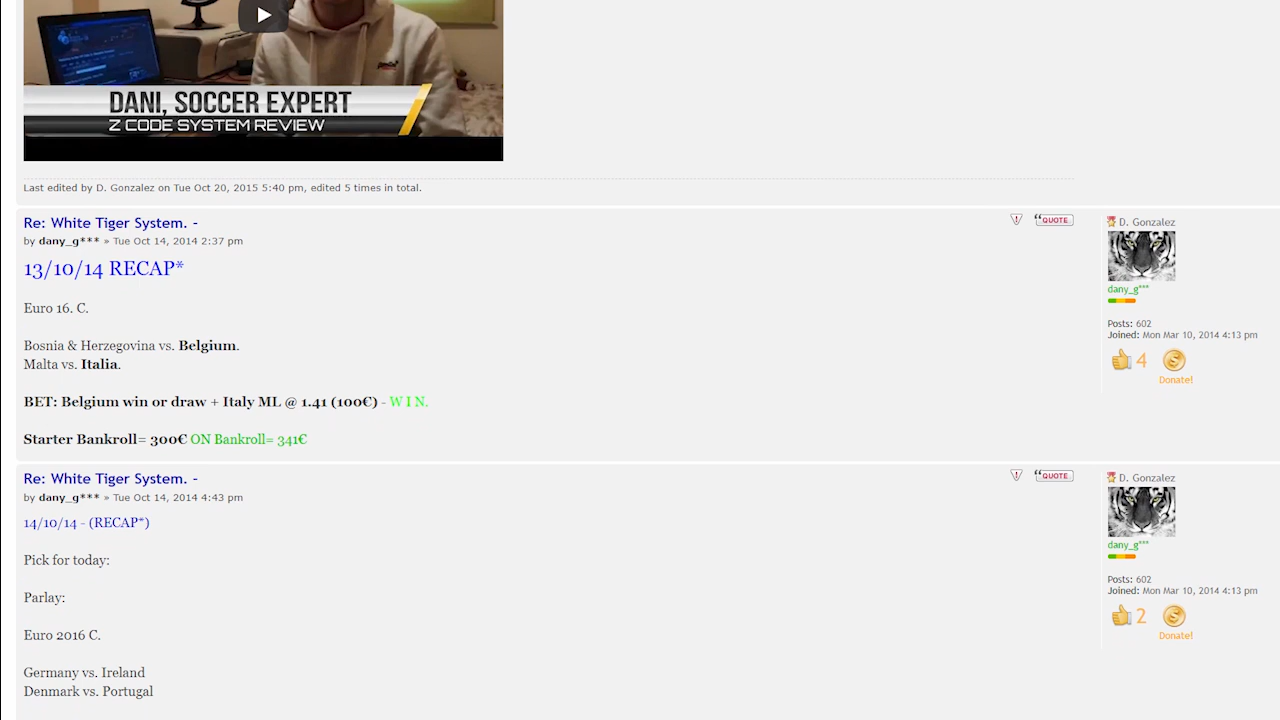 DANI, SOCCER EXPERT
Z CODE SYSTEM REVIEW
Last edited by D. Gonzalez on Tue Oct 20, 2015 5:40 pm, edited 5 times in total.
Re: White Tiger System. -
QUOTE
D. Gonzalez
by dany_g*** » Tue Oct 14, 2014 2:37 pm
13/10/14 RECAP*
dany_g***
Euro 16. C.
Posts: 602
Joined: Mon Mar 10, 2014 4:13 pm
Bosnia & Herzegovina vs. Belgium.
Malta vs. Italia.
4
Donate!
BET: Belgium win or draw + Italy ML @ 1.41 (100€) - W I N.
Starter Bankroll= 300€ ON Bankroll= 341€
Re: White Tiger System. -
QUOTE
D. Gonzalez
by dany_g*** » Tue Oct 14, 2014 4:43 pm
14/10/14 - (RECAP*)
dany_g***
Pick for today:
Posts: 602
Joined: Mon Mar 10, 2014 4:13 pm
Parlay:
2
Donate!
Euro 2016 C.
Germany vs. Ireland
Denmark vs. Portugal